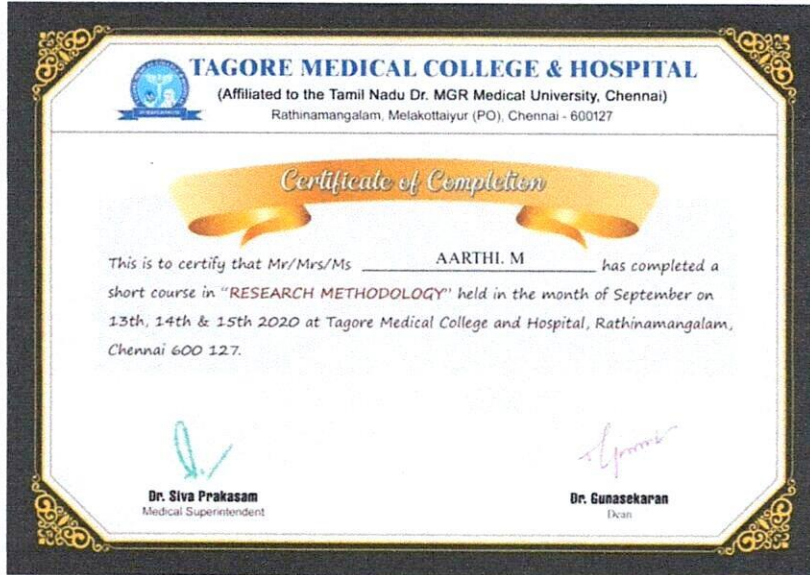 TAGORE MEDICAL COLLEGE & HOSPITAL
(Affiliated to the Tamil Nadu Dr. MGR Medical University, Chennai)
Rathinamangalam, Melakottaiyur (PO), Chennai - 600127
Certificate of Completion
This is to certify that Mr/Mrs/Ms AARTHI. M has completed a
short course in "RESEARCH METHODOLOGY" held in the month of September on
13th, 14th & 15th 2020 at Tagore Medical College and Hospital, Rathinamangalam,
Chennai 600 127.
Dr. Siva Prakasam
Medical Superintendent
Dr. Gunasekaran
Dean